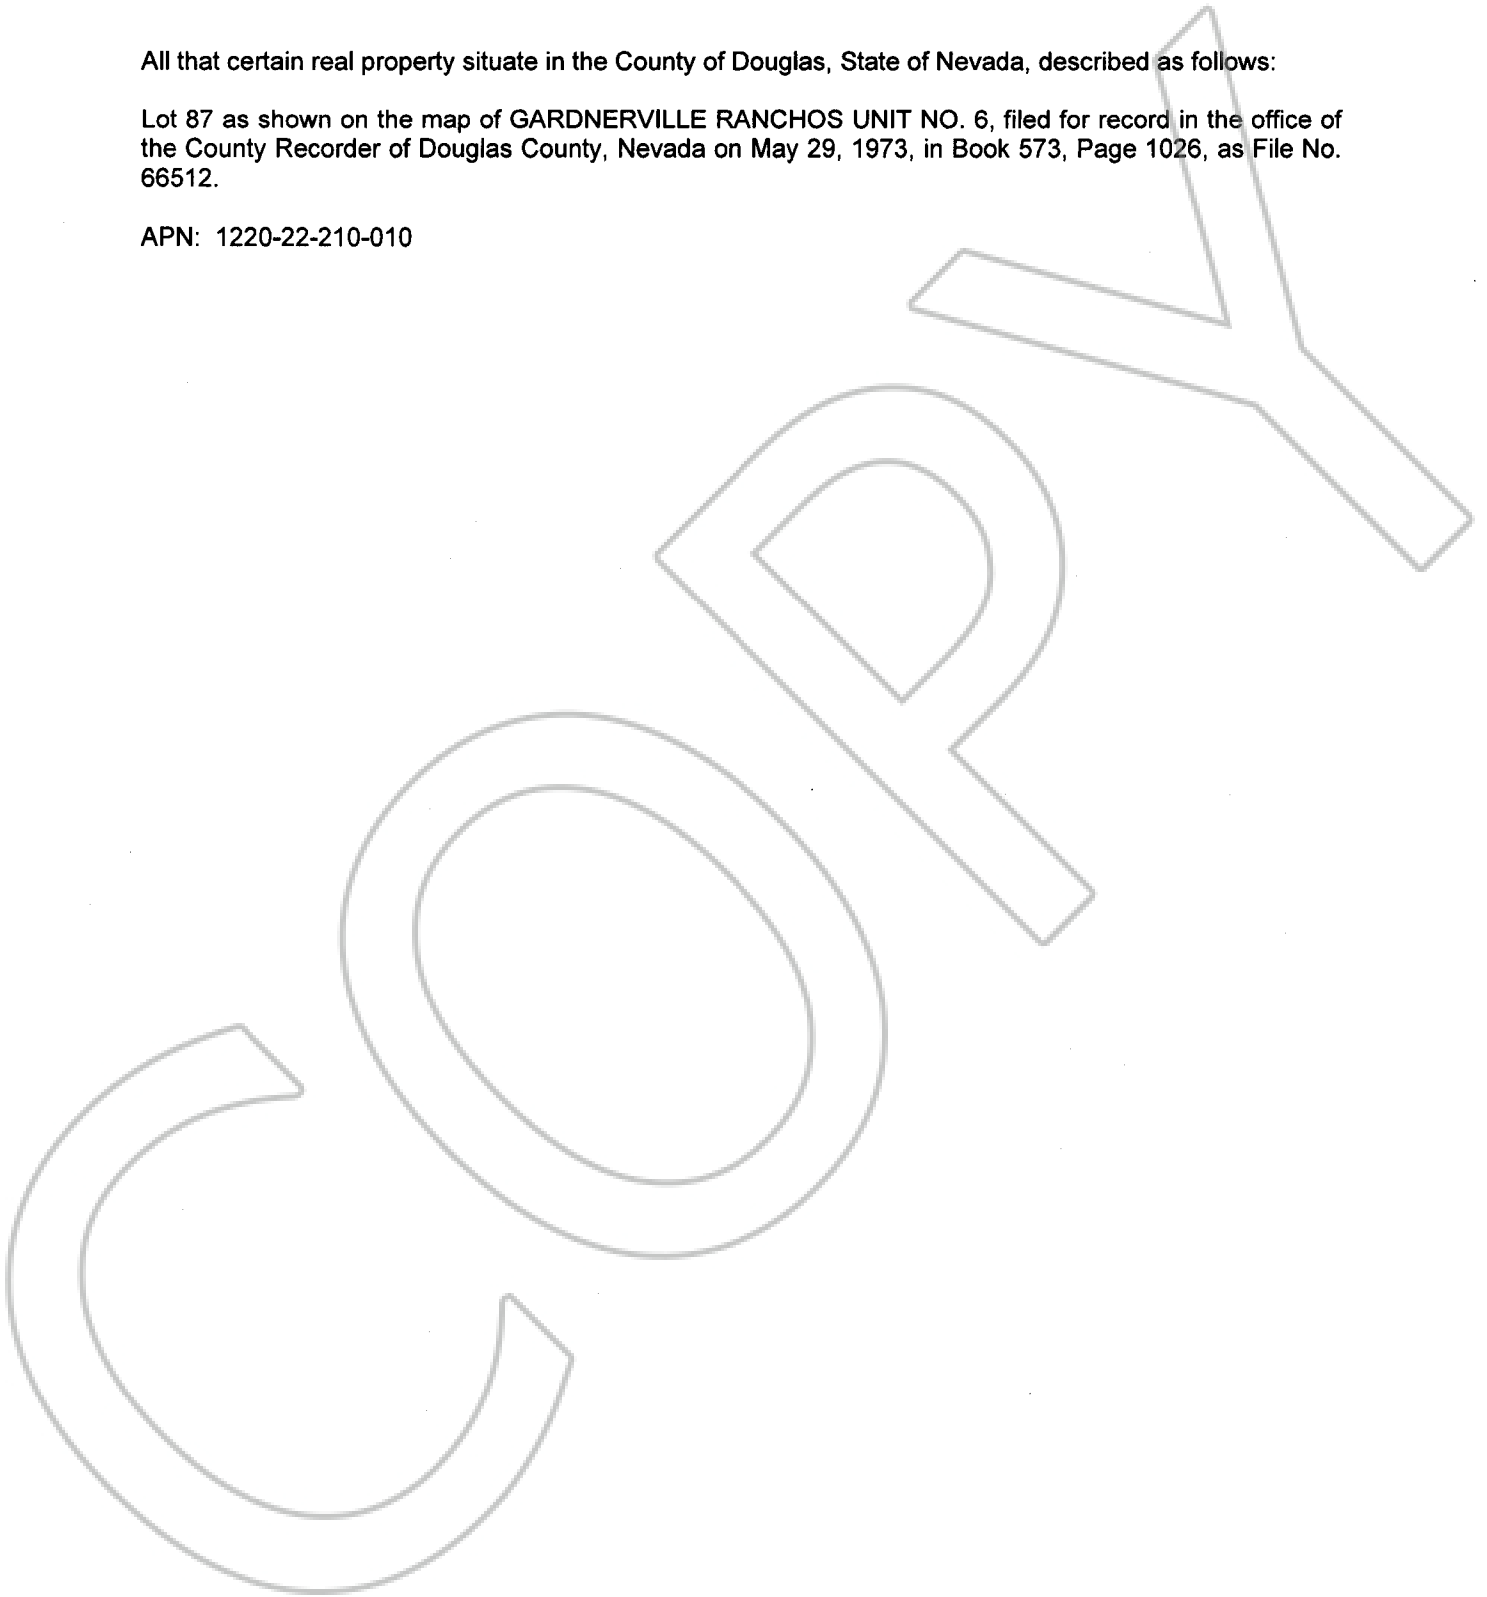 All that certain real property situate in the County of Douglas, State of Nevada, described as follows:
Lot 87 as shown on the map of GARDNERVILLE RANCHOS UNIT NO. 6, filed for record in the office of
the County Recorder of Douglas County, Nevada on May 29, 1973, in Book 573, Page 1026, as File No.
66512.
APN: 1220-22-210-010
COPY